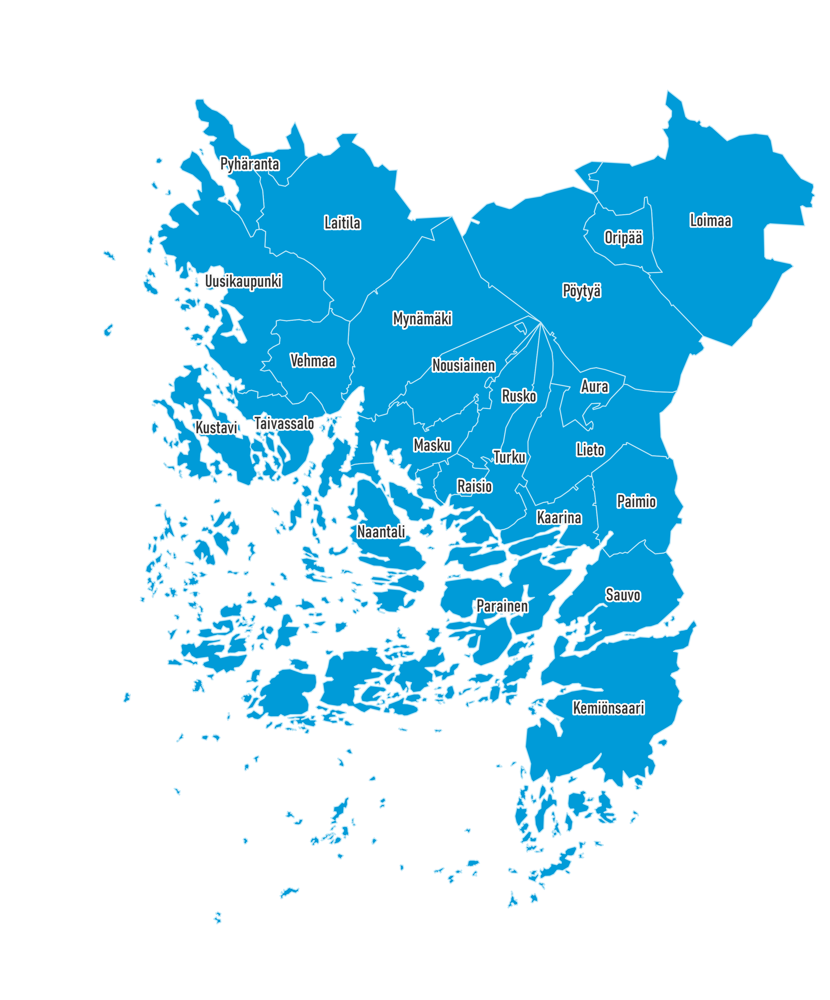 Pyhäranta
Laitila
Loimaa
Oripää
Uusikaupunki
Pöytyä
Mynämäki
Vehmaa
Nousiainen
Aura
Rusko
Taivassalo
Kustavi
Masku
Lieto
Turku
Raisio
Paimio
Kaarina
Naantali
Sauvo
Parainen
Kemiönsaari